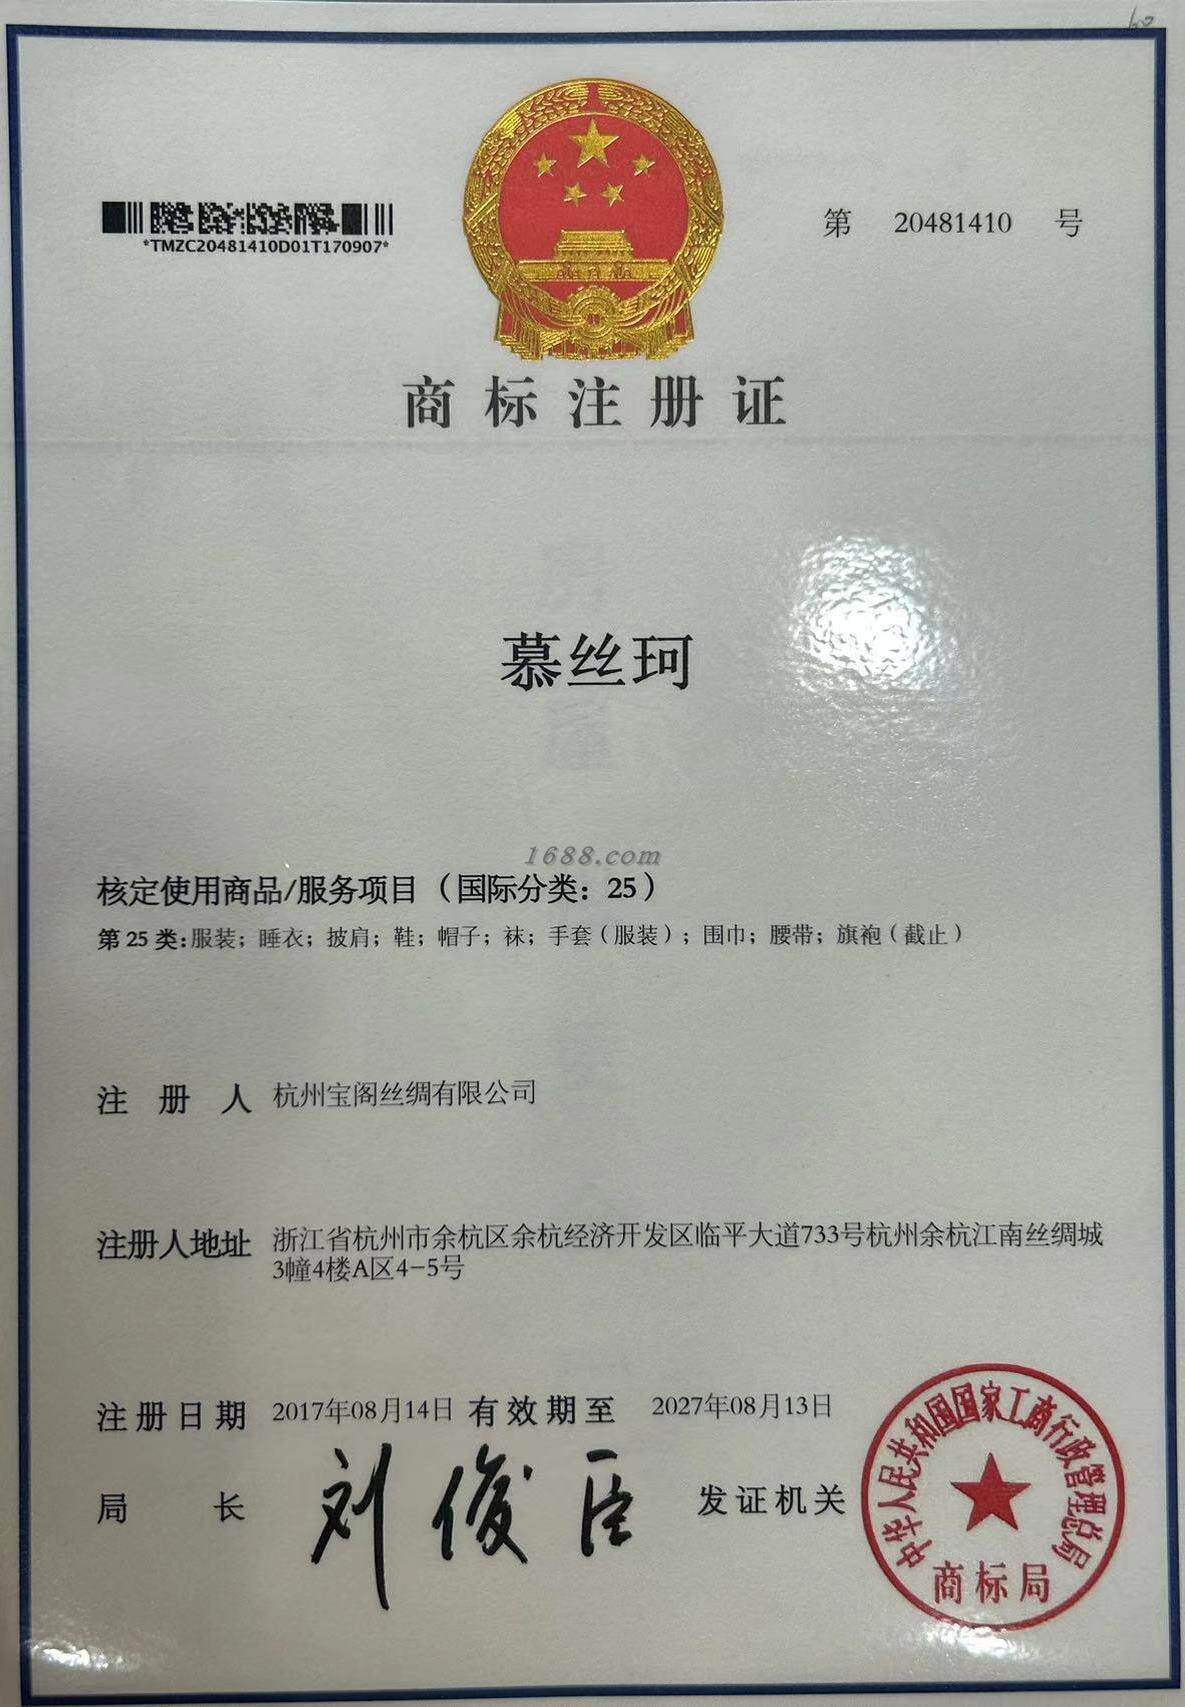 *TMZC20481410D01T170907*
第 20481410 号
商标注册证
慕丝珂
1688.com
核定使用商品/服务项目（国际分类：25）
第25类:服装；睡衣；披肩；鞋；帽子；袜；手套（服装）；围巾；腰带；旗袍（截止）
注册人 杭州宝阁丝绸有限公司
注册人地址 浙江省杭州市余杭区余杭经济开发区临平大道733号杭州余杭江南丝绸城
3幢4楼A区4-5号
注册日期 2017年08月14日 有效期至 2027年08月13日
局长 刘俊臣 发证机关
中华人民共和国国家工商行政管理总局
商标局